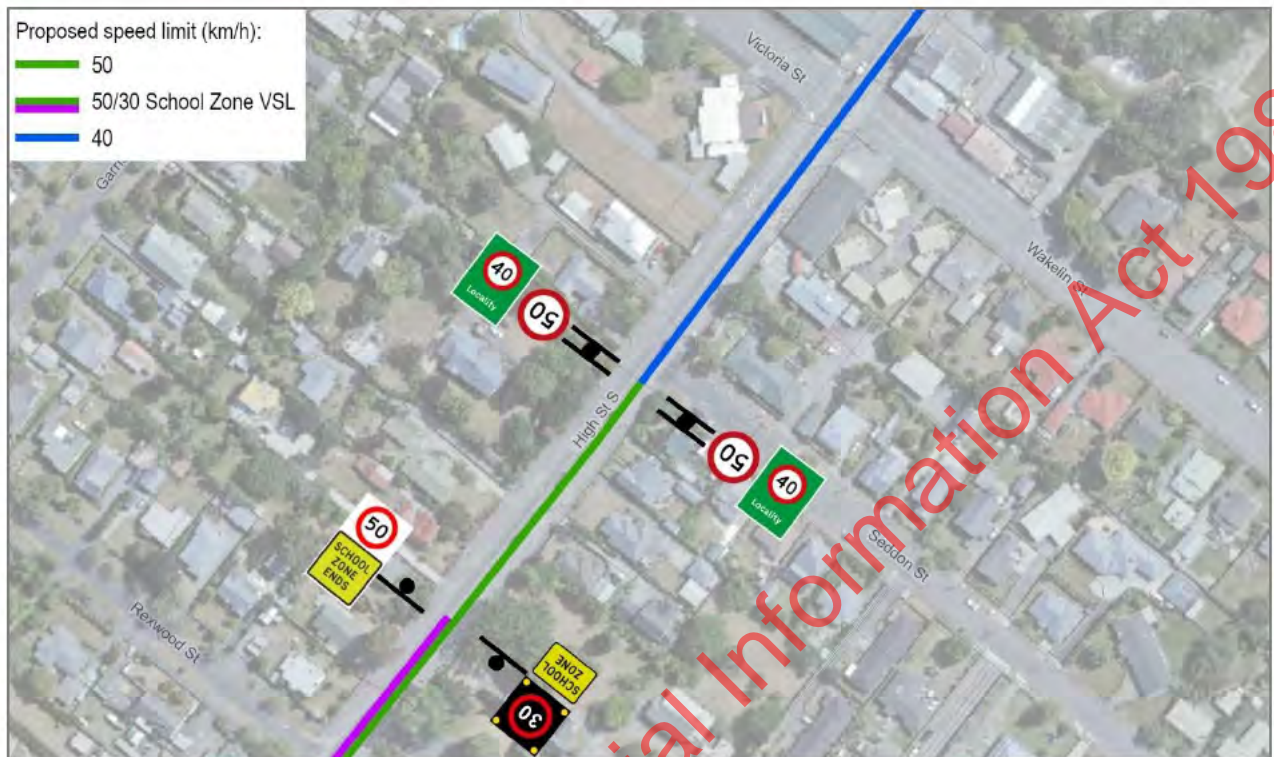 Proposed speed limit (km/h):
50
50/30 School Zone VSL
40
Victoria St
Wakelin St
40
Locality
50
High St S
50
40
Locality
50
SCHOOL
ZONE
ENDS
Seddon St
Rexwood St
SCHOOL
ZONE
30
ial Information Act 19